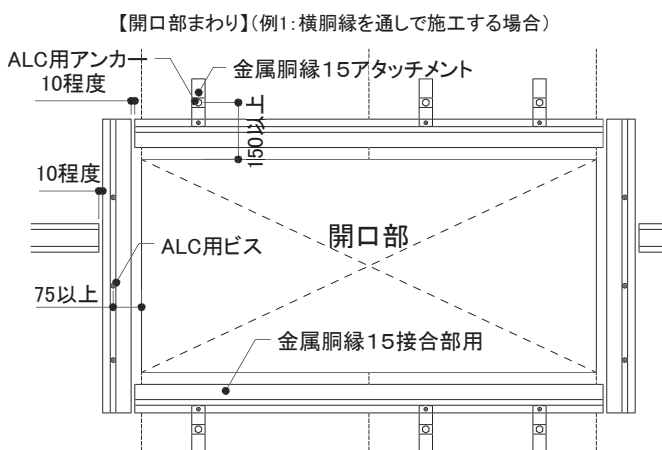 【開口部まわり】(例1:横胴縁を通しで施工する場合)
ALC用アンカー
金属胴縁15アタッチメント
10程度
150以上
10程度
開口部
ALC用ビス
75以上
金属胴縁15接合部用